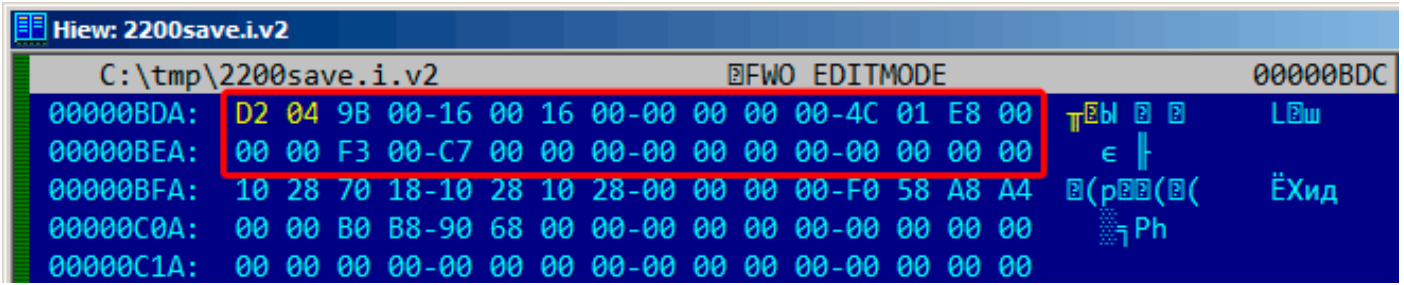 Hiew: 2200save.i.v2
C:\tmp\2200save.i.v2 FWO EDITMODE 00000BDC
00000BDA: D2 04 9B 00-16 00 16 00-00 00 00 00-4C 01 E8 00 ╥Ы L ш
00000BEA: 00 00 F3 00-C7 00 00 00-00 00 00 00-00 00 00 00 є ╟
00000BFA: 10 28 70 18-10 28 10 28-00 00 00 00-F0 58 A8 A4 (p ( ( ЁXид
00000C0A: 00 00 B0 B8-90 68 00 00-00 00 00 00-00 00 00 00 ░╕Рh
00000C1A: 00 00 00 00-00 00 00 00-00 00 00 00-00 00 00 00